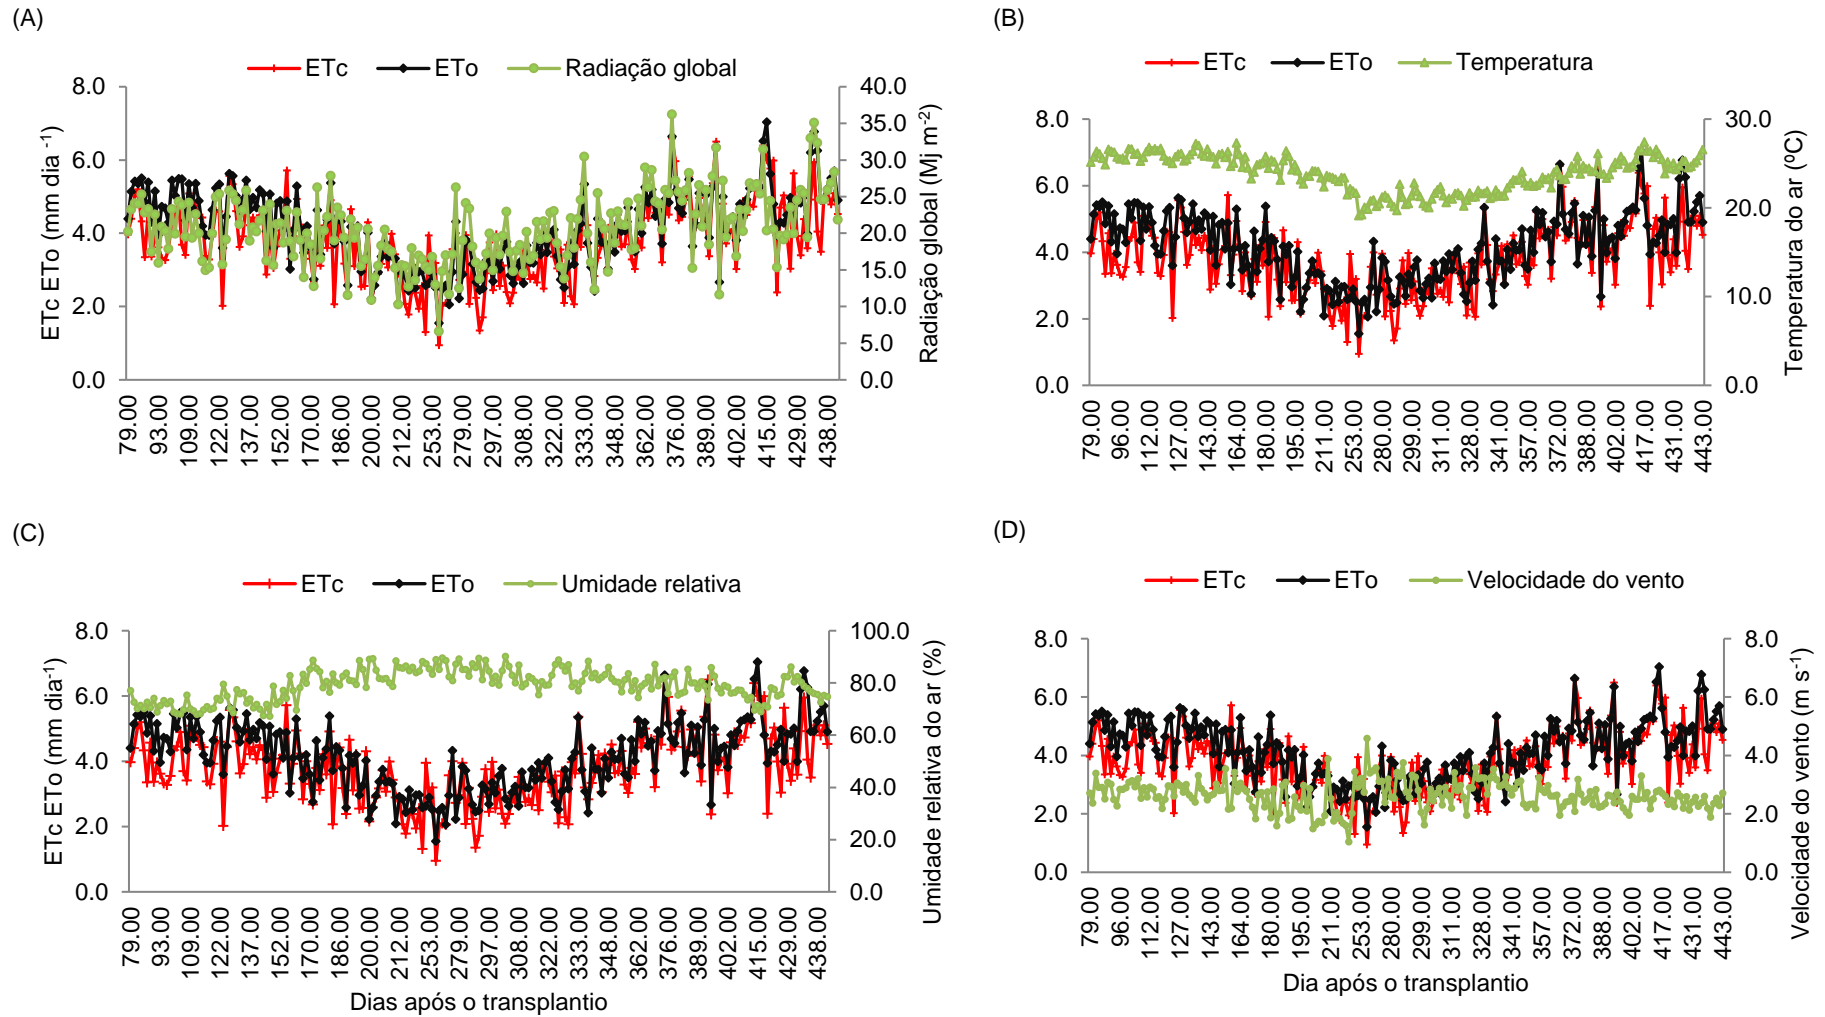 (A)
ETc ETo Radiação global
ETc ETo (mm dia -1)
8.0
6.0
4.0
2.0
0.0
40.0
35.0
30.0
25.0
20.0
15.0
10.0
5.0
0.0
Radiação global (Mj m-2)
79.00 93.00 109.00 122.00 137.00 152.00 170.00 186.00 200.00 212.00 253.00 279.00 297.00 308.00 322.00 333.00 348.00 362.00 376.00 389.00 402.00 415.00 429.00 438.00
(B)
ETc ETo Temperatura
8.0
6.0
4.0
2.0
0.0
30.0
20.0
10.0
0.0
Temperatura do ar (ºC)
79.00 96.00 112.00 127.00 143.00 164.00 180.00 195.00 211.00 253.00 280.00 299.00 311.00 328.00 341.00 357.00 372.00 388.00 402.00 417.00 431.00 443.00
(C)
ETc ETo Umidade relativa
ETc ETo (mm dia-1)
8.0
6.0
4.0
2.0
0.0
100.0
80.0
60.0
40.0
20.0
0.0
Umidade relativa do ar (%)
79.00 93.00 109.00 122.00 137.00 152.00 170.00 186.00 200.00 212.00 253.00 279.00 297.00 308.00 322.00 333.00 348.00 362.00 376.00 389.00 402.00 415.00 429.00 438.00
Dias após o transplantio
(D)
ETc ETo Velocidade do vento
8.0
6.0
4.0
2.0
0.0
8.0
6.0
4.0
2.0
0.0
Velocidade do vento (m s-1)
79.00 96.00 112.00 127.00 143.00 164.00 180.00 195.00 211.00 253.00 280.00 299.00 311.00 328.00 341.00 357.00 372.00 388.00 402.00 417.00 431.00 443.00
Dia após o transplantio